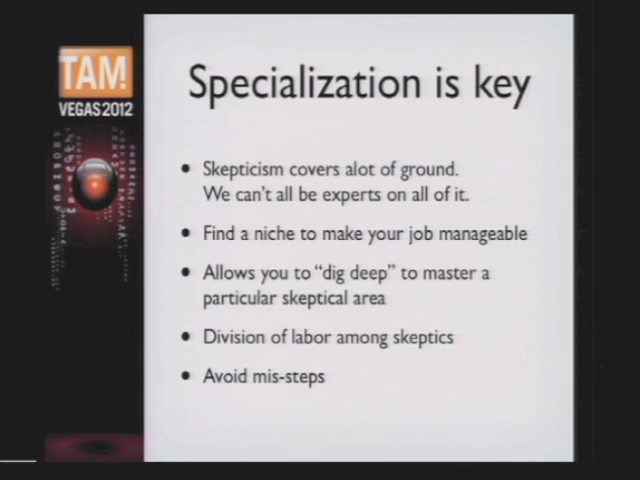 TAM!
VEGAS 2012
Specialization is key
• Skepticism covers alot of ground.
We can't all be experts on all of it.
• Find a niche to make your job manageable
• Allows you to “dig deep” to master a
particular skeptical area
• Division of labor among skeptics
• Avoid mis-steps